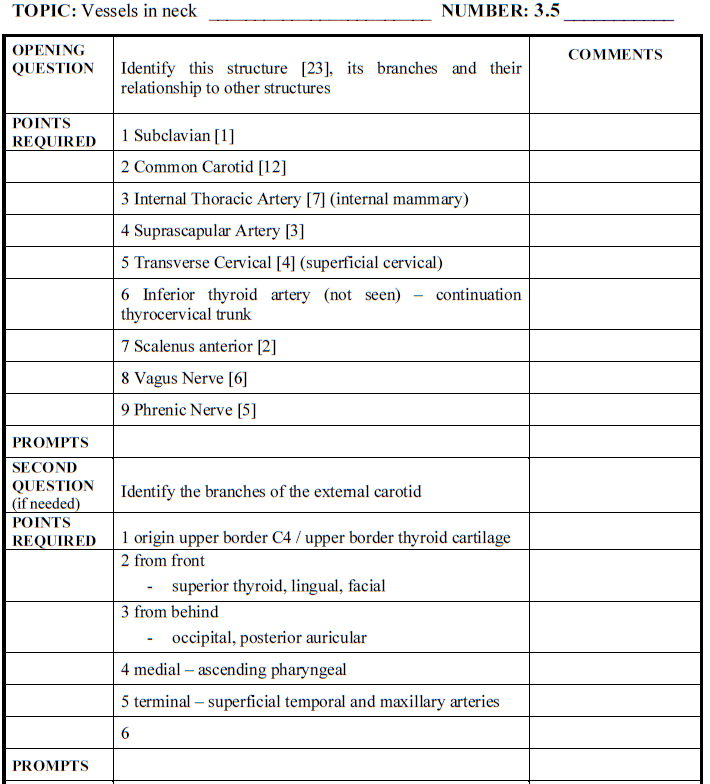 TOPIC: Vessels in neck NUMBER: 3.5
OPENING QUESTION
Identify this structure [23], its branches and their
relationship to other structures
COMMENTS
POINTS REQUIRED
1 Subclavian [1]
2 Common Carotid [12]
3 Internal Thoracic Artery [7] (internal mammary)
4 Suprascapular Artery [3]
5 Transverse Cervical [4] (superficial cervical)
6 Inferior thyroid artery (not seen) – continuation
thyrocervical trunk
7 Scalenus anterior [2]
8 Vagus Nerve [6]
9 Phrenic Nerve [5]
PROMPTS
SECOND
QUESTION
(if needed)
Identify the branches of the external carotid
POINTS
REQUIRED
1 origin upper border C4 / upper border thyroid cartilage
2 from front
- superior thyroid, lingual, facial
3 from behind
- occipital, posterior auricular
4 medial – ascending pharyngeal
5 terminal – superficial temporal and maxillary arteries
6
PROMPTS